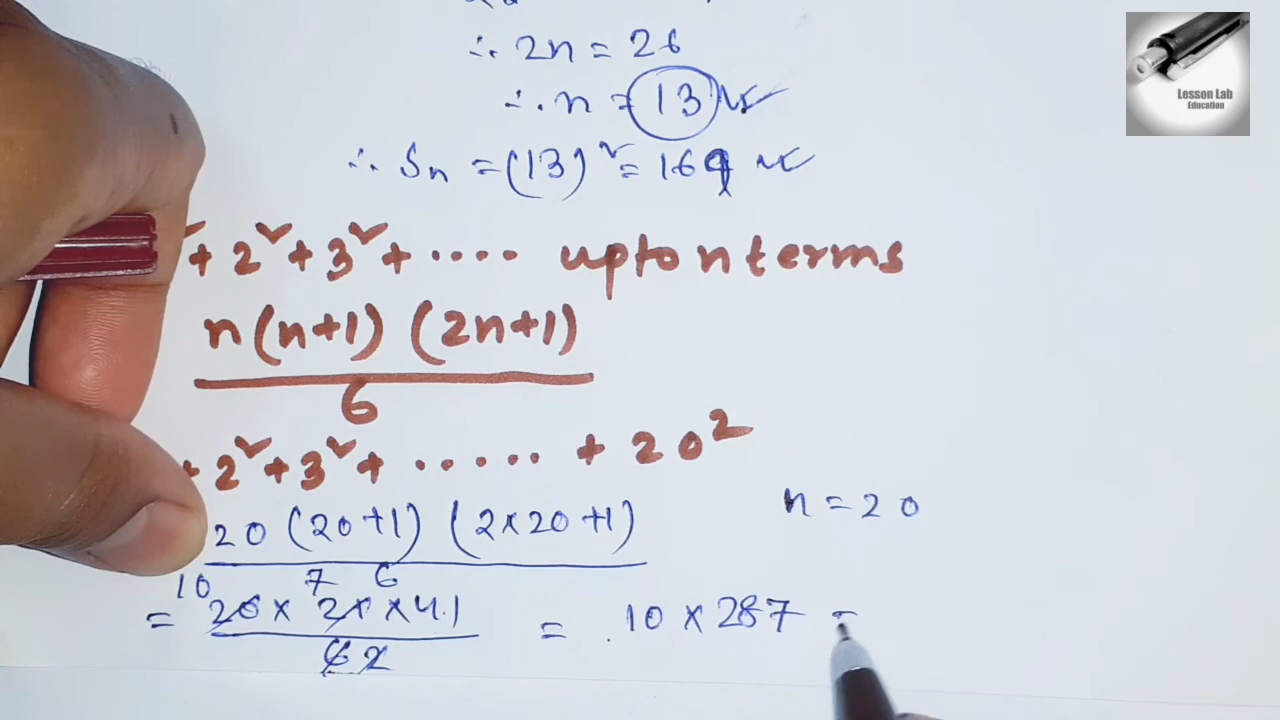 ∴ 2n = 26
∴ n = 13
∴ Sn = (13)² = 169
Lesson Lab
Education
+ 2² + 3² + .... upto n terms
n(n+1) (2n+1)
6
+ 2² + 3² + ..... + 20²
20 (20+1) (2×20+1)
n = 20
6
= 10 20 × 7 21 × 41 = 10 × 287 =
6 2